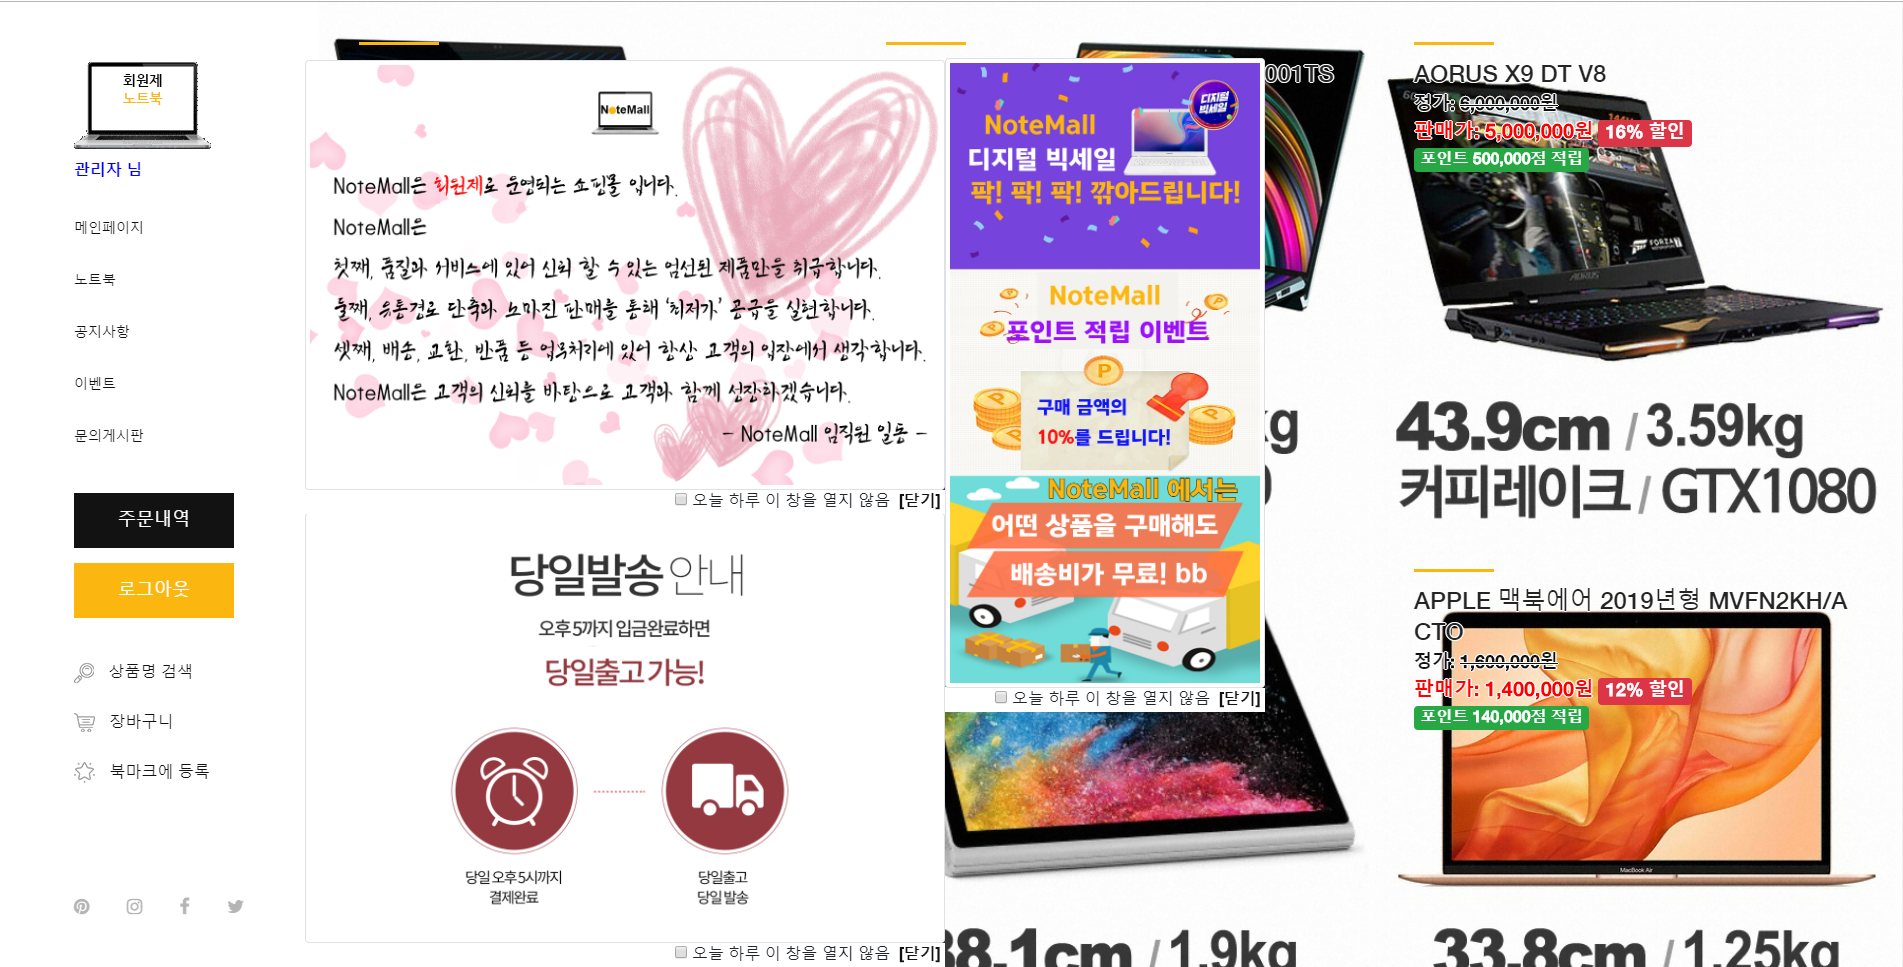 회원제
노트북
관리자 님
메인페이지
노트북
공지사항
이벤트
문의게시판
주문내역
로그아웃
상품명 검색
장바구니
북마크에 등록
NoteMall
NoteMall은 회원제로 운영되는 쇼핑몰 입니다.
NoteMall은
첫째, 품질과 서비스에 있어 신뢰 할 수 있는 엄선된 제품만을 취급합니다.
둘째, 유통경로 단축과 노마진 판매를 통해 '최저가' 공급을 실현합니다.
셋째, 배송, 교환, 반품 등 업무처리에 있어 항상 고객의 입장에서 생각합니다.
NoteMall은 고객의 신뢰를 바탕으로 고객과 함께 성장하겠습니다.
- NoteMall 임직원 일동 -
오늘 하루 이 창을 열지 않음 [닫기]
당일발송 안내
오후 5까지 입금완료하면
당일출고 가능!
당일 오후 5시까지
결제완료
당일출고
당일 발송
오늘 하루 이 창을 열지 않음 [닫기]
디지털
빅세일
NoteMall
디지털 빅세일
팍! 팍! 팍! 깎아드립니다!
NoteMall
포인트 적립 이벤트
구매 금액의
10%를 드립니다!
NoteMall 에서는
어떤 상품을 구매해도
배송비가 무료! bb
오늘 하루 이 창을 열지 않음 [닫기]
001TS
kg
38.1cm / 1.9kg
AORUS X9 DT V8
정가: 6,000,000원
판매가: 5,000,000원 16% 할인
포인트 500,000점 적립
FORZA
AORUS
43.9cm / 3.59kg
커피레이크 / GTX1080
APPLE 맥북에어 2019년형 MVFN2KH/A
CTO
정가: 1,600,000원
판매가: 1,400,000원 12% 할인
포인트 140,000점 적립
MacBook Air
33.8cm / 1.25kg